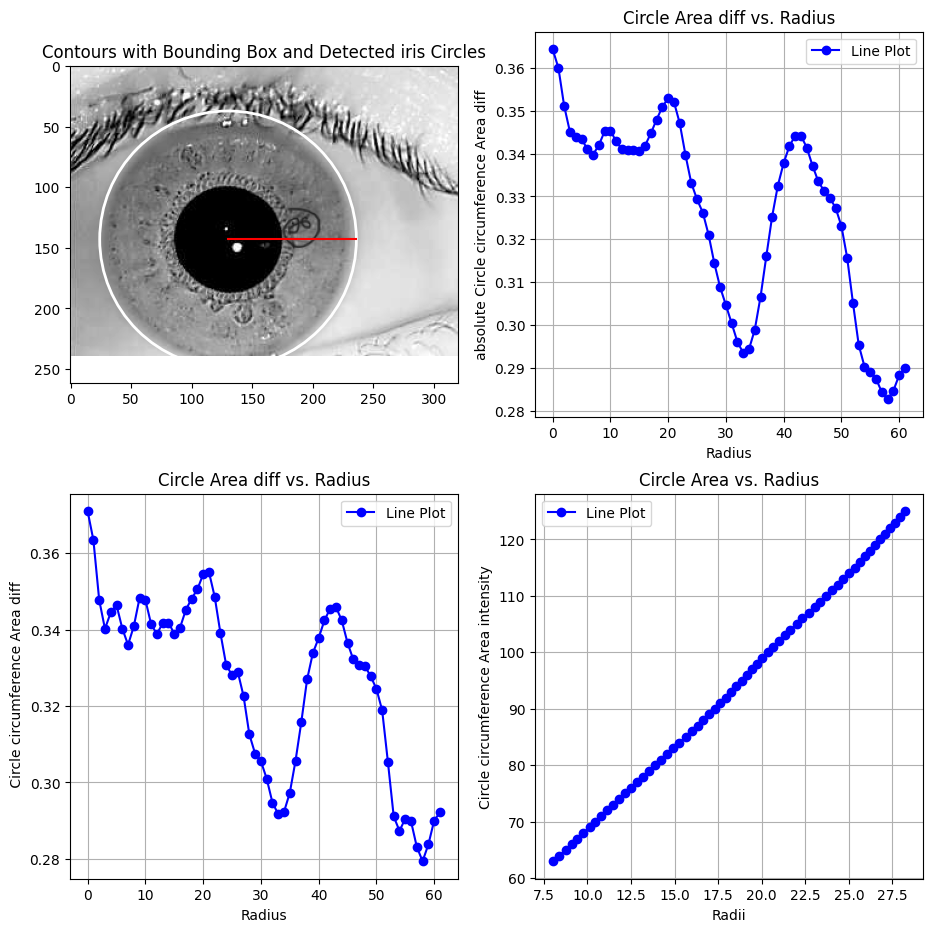 Contours with Bounding Box and Detected iris Circles
0
50
100
150
200
250
0 50 100 150 200 250 300
Circle Area diff vs. Radius
Line Plot
absolute Circle circumference Area diff
0.36
0.35
0.34
0.33
0.32
0.31
0.30
0.29
0.28
0 10 20 30 40 50 60
Radius
Circle Area diff vs. Radius
Line Plot
Circle circumference Area diff
0.36
0.34
0.32
0.30
0.28
0 10 20 30 40 50 60
Radius
Circle Area vs. Radius
Line Plot
Circle circumference Area intensity
120
110
100
90
80
70
60
7.5 10.0 12.5 15.0 17.5 20.0 22.5 25.0 27.5
Radii